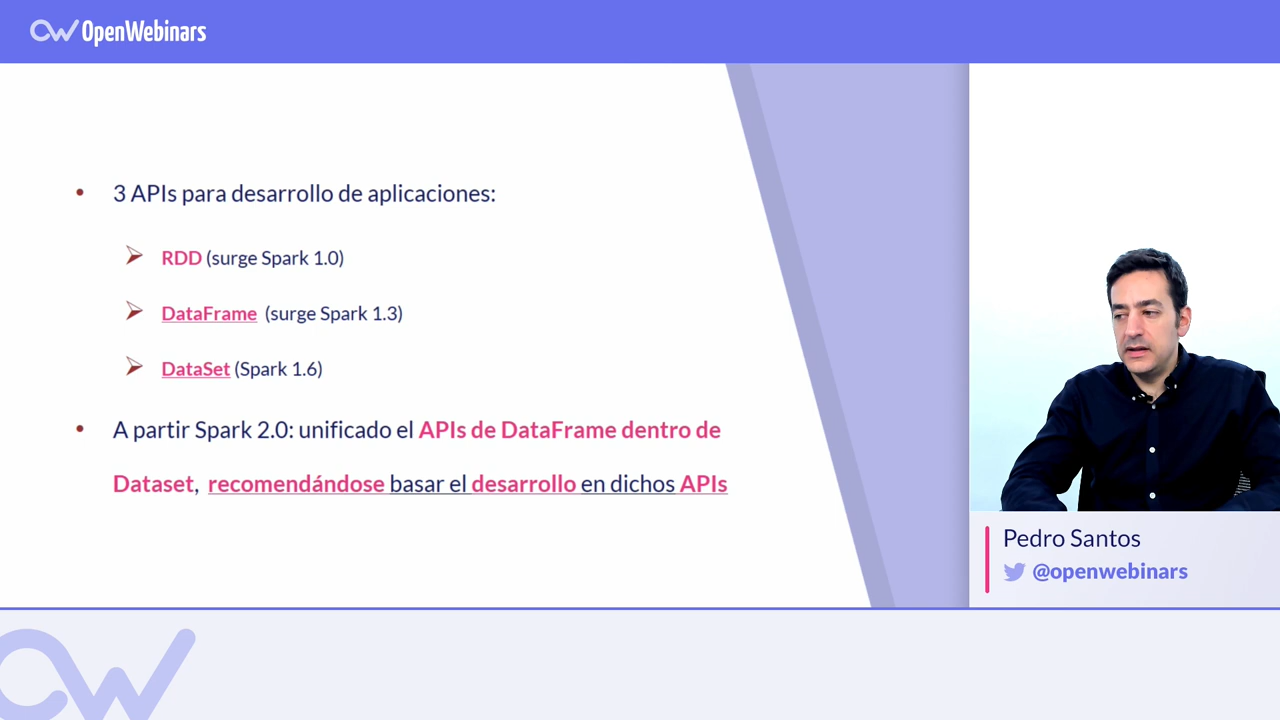 OpenWebinars
• 3 APIs para desarrollo de aplicaciones:
➢ RDD (surge Spark 1.0)
➢ DataFrame (surge Spark 1.3)
➢ DataSet (Spark 1.6)
• A partir Spark 2.0: unificado el APIs de DataFrame dentro de
Dataset, recomendándose basar el desarrollo en dichos APIs
Pedro Santos
@openwebinars